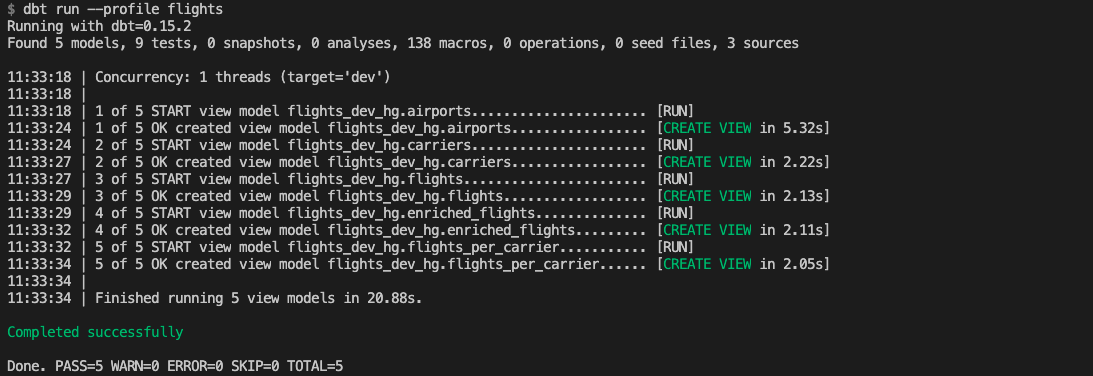 $ dbt run --profile flights
Running with dbt=0.15.2
Found 5 models, 9 tests, 0 snapshots, 0 analyses, 138 macros, 0 operations, 0 seed files, 3 sources
11:33:18 | Concurrency: 1 threads (target='dev')
11:33:18 |
11:33:18 | 1 of 5 START view model flights_dev_hg.airports...................... [RUN]
11:33:24 | 1 of 5 OK created view model flights_dev_hg.airports................. [CREATE VIEW in 5.32s]
11:33:24 | 2 of 5 START view model flights_dev_hg.carriers...................... [RUN]
11:33:27 | 2 of 5 OK created view model flights_dev_hg.carriers................. [CREATE VIEW in 2.22s]
11:33:27 | 3 of 5 START view model flights_dev_hg.flights....................... [RUN]
11:33:29 | 3 of 5 OK created view model flights_dev_hg.flights.................. [CREATE VIEW in 2.13s]
11:33:29 | 4 of 5 START view model flights_dev_hg.enriched_flights.............. [RUN]
11:33:32 | 4 of 5 OK created view model flights_dev_hg.enriched_flights......... [CREATE VIEW in 2.11s]
11:33:32 | 5 of 5 START view model flights_dev_hg.flights_per_carrier........... [RUN]
11:33:34 | 5 of 5 OK created view model flights_dev_hg.flights_per_carrier...... [CREATE VIEW in 2.05s]
11:33:34 |
11:33:34 | Finished running 5 view models in 20.88s.
Completed successfully
Done. PASS=5 WARN=0 ERROR=0 SKIP=0 TOTAL=5